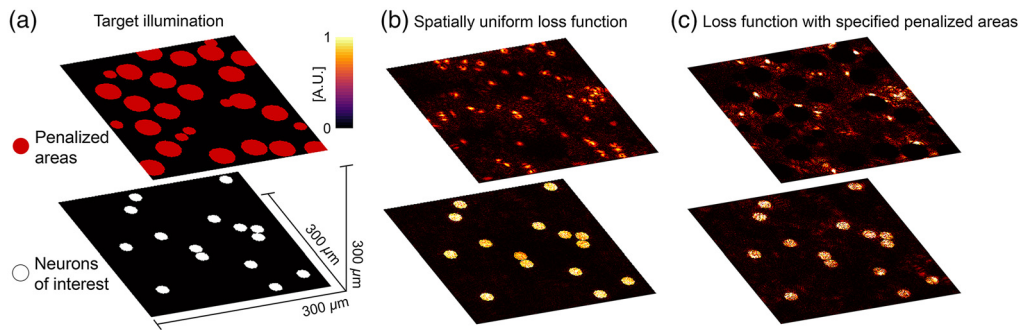 (a) Target illumination
1
[A.U.]
0
Penalized
areas
Neurons
of interest
300 µm
300 µm
300 µm
(b) Spatially uniform loss function
(c) Loss function with specified penalized areas